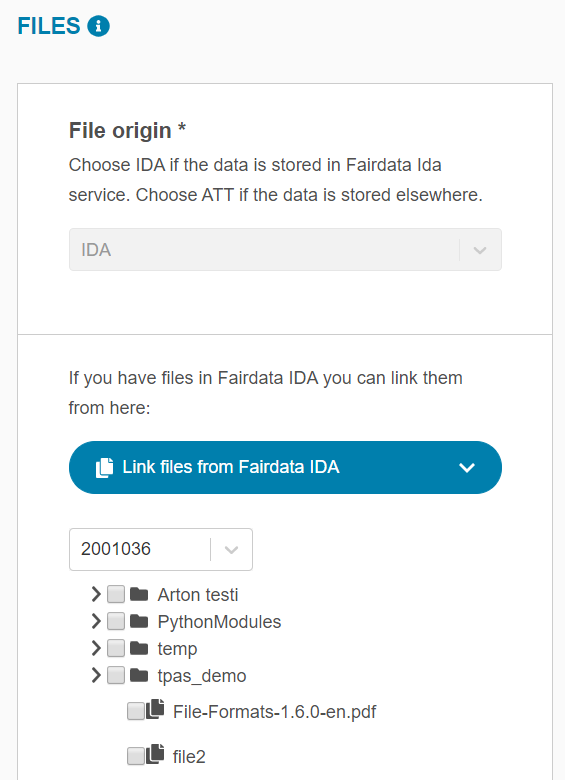 FILES
File origin *
Choose IDA if the data is stored in Fairdata Ida
service. Choose ATT if the data is stored elsewhere.
IDA
If you have files in Fairdata IDA you can link them
from here:
Link files from Fairdata IDA
2001036
Arton testi
PythonModules
temp
tpas_demo
File-Formats-1.6.0-en.pdf
file2